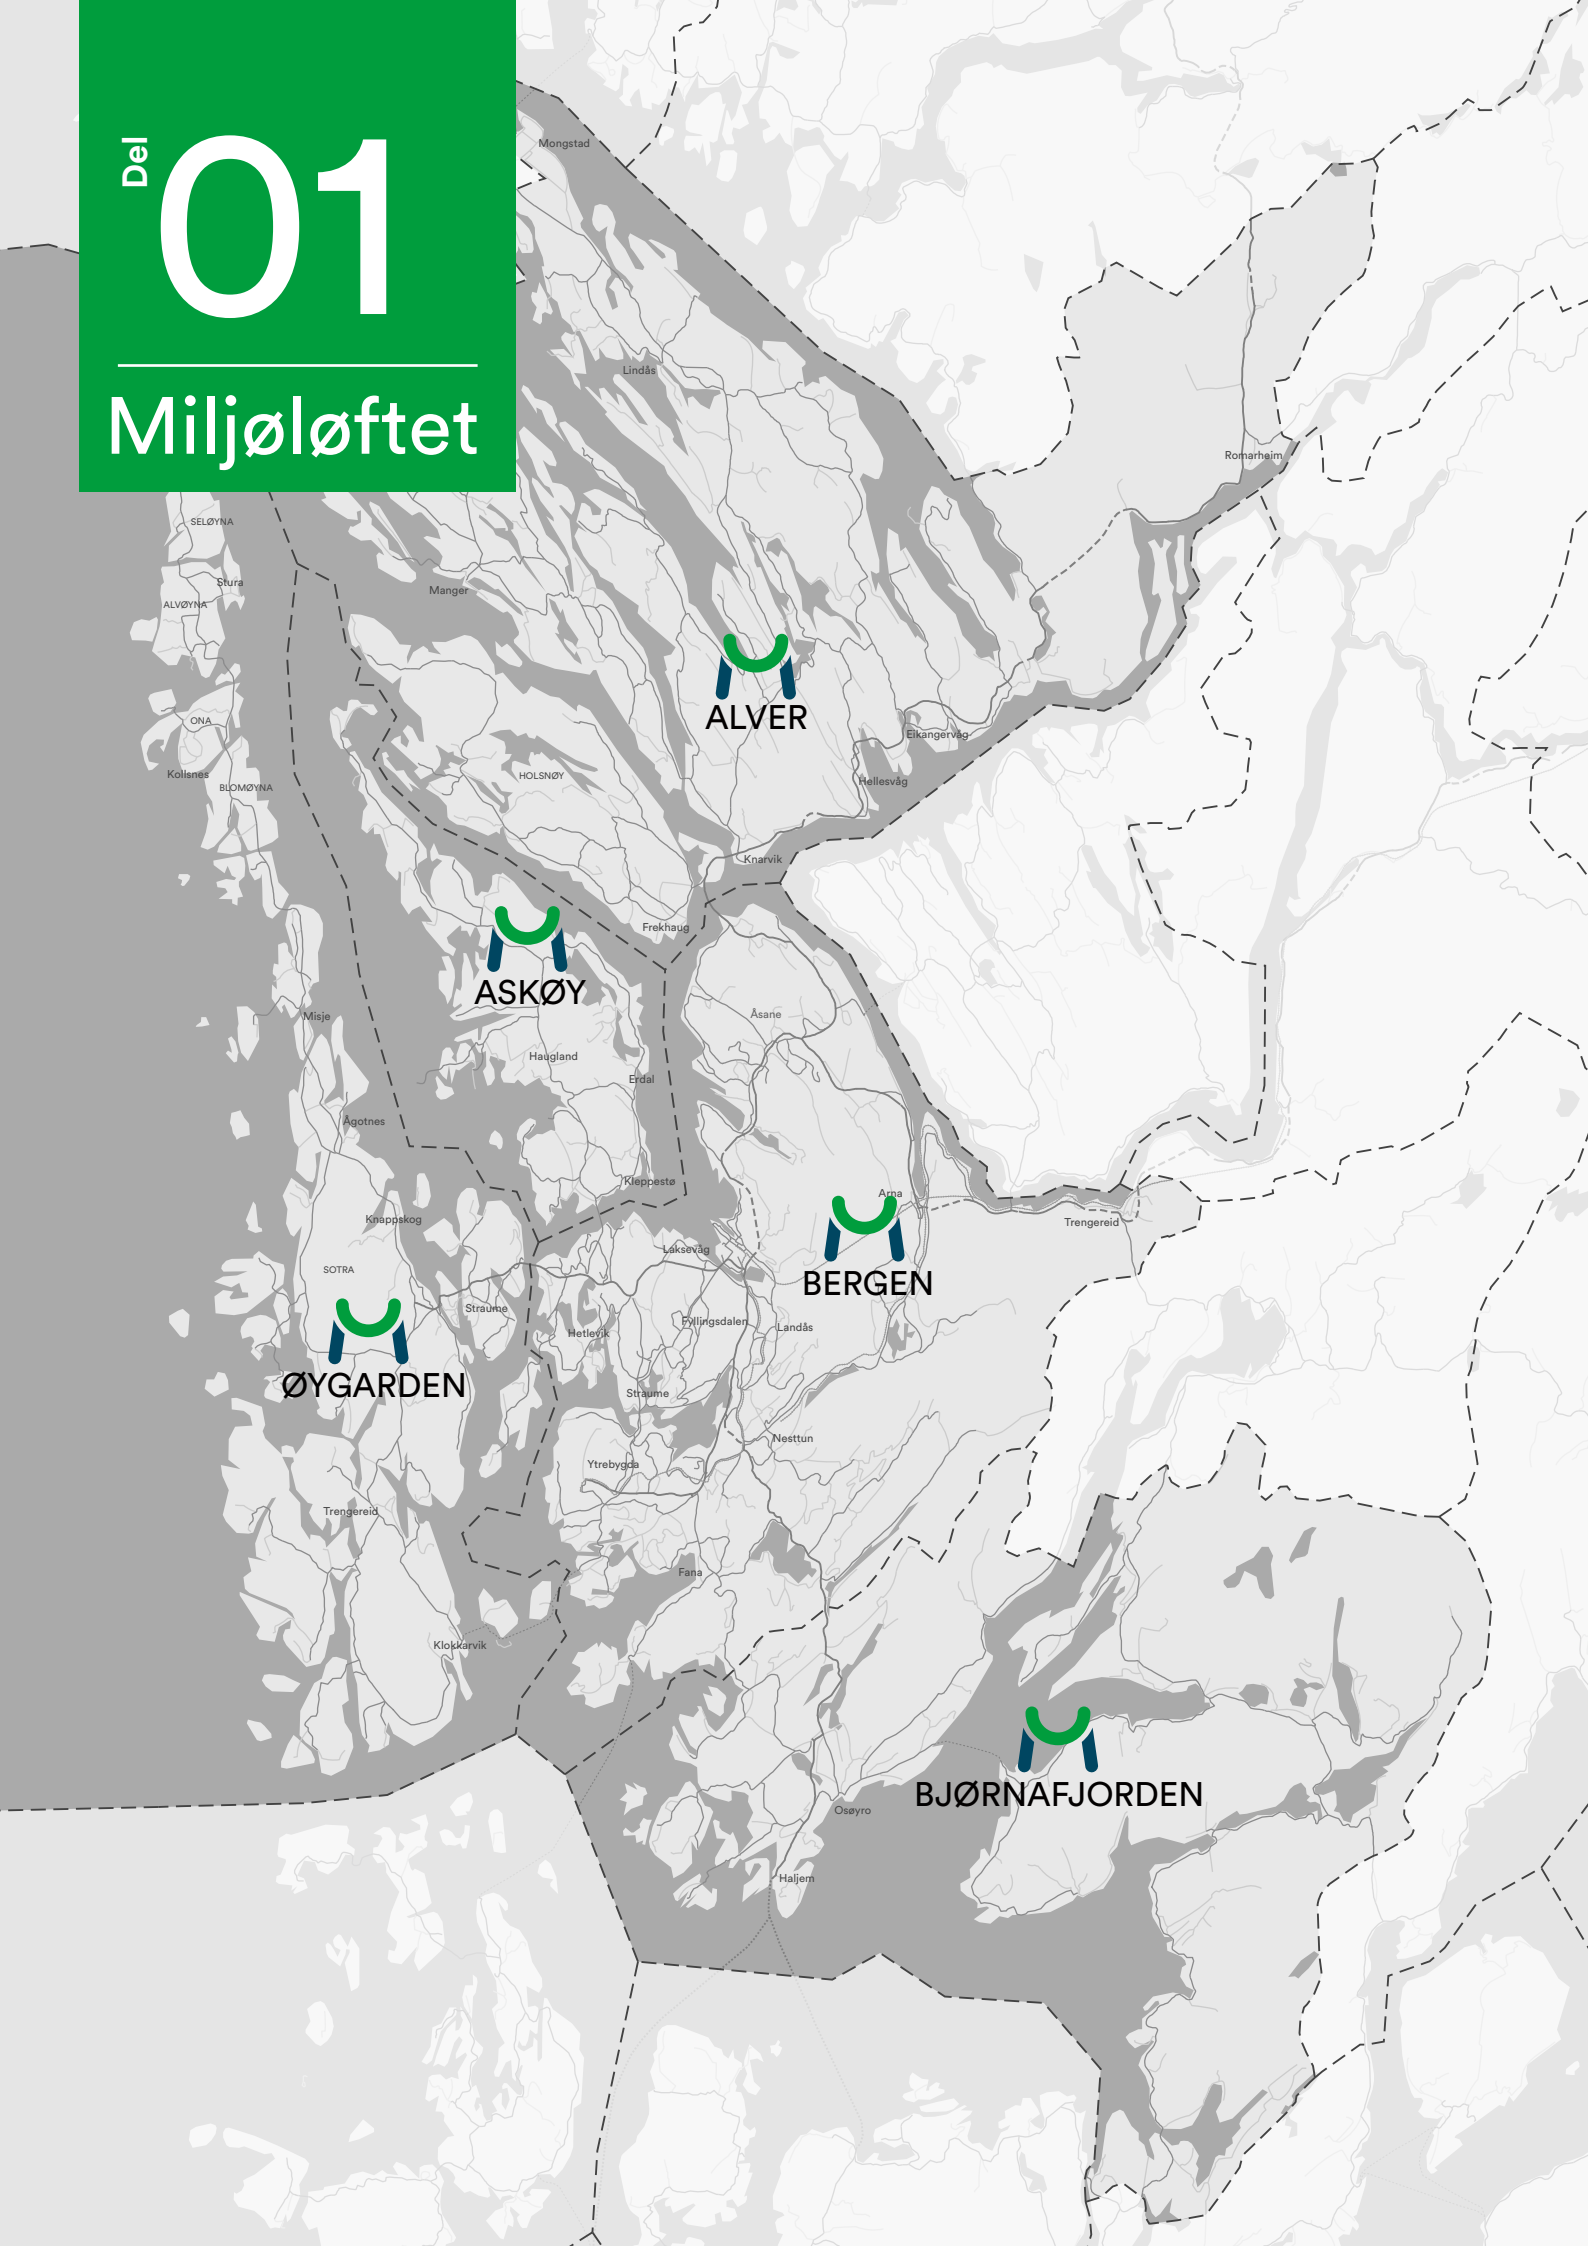 Del
01
Miljøløftet
Mongstad
Lindås
Romarheim
SELØYNA
Stura
Manger
ALVØYNA
ALVER
ONA
Eikangervåg
Kollsnes
HOLSNØY
Hellesvåg
BLOMØYNA
Knarvik
Frekhaug
ASKØY
Misje
Åsane
Haugland
Erdal
Ågotnes
Kleppestø
Arna
Knappskog
Trengereid
Laksevåg
SOTRA
BERGEN
Straume
Fyllingsdalen
Landås
Hetlevik
ØYGARDEN
Straume
Nesttun
Ytrebygda
Trengereid
Fana
Klokkarvik
BJØRNAFJORDEN
Osøyro
Haljem